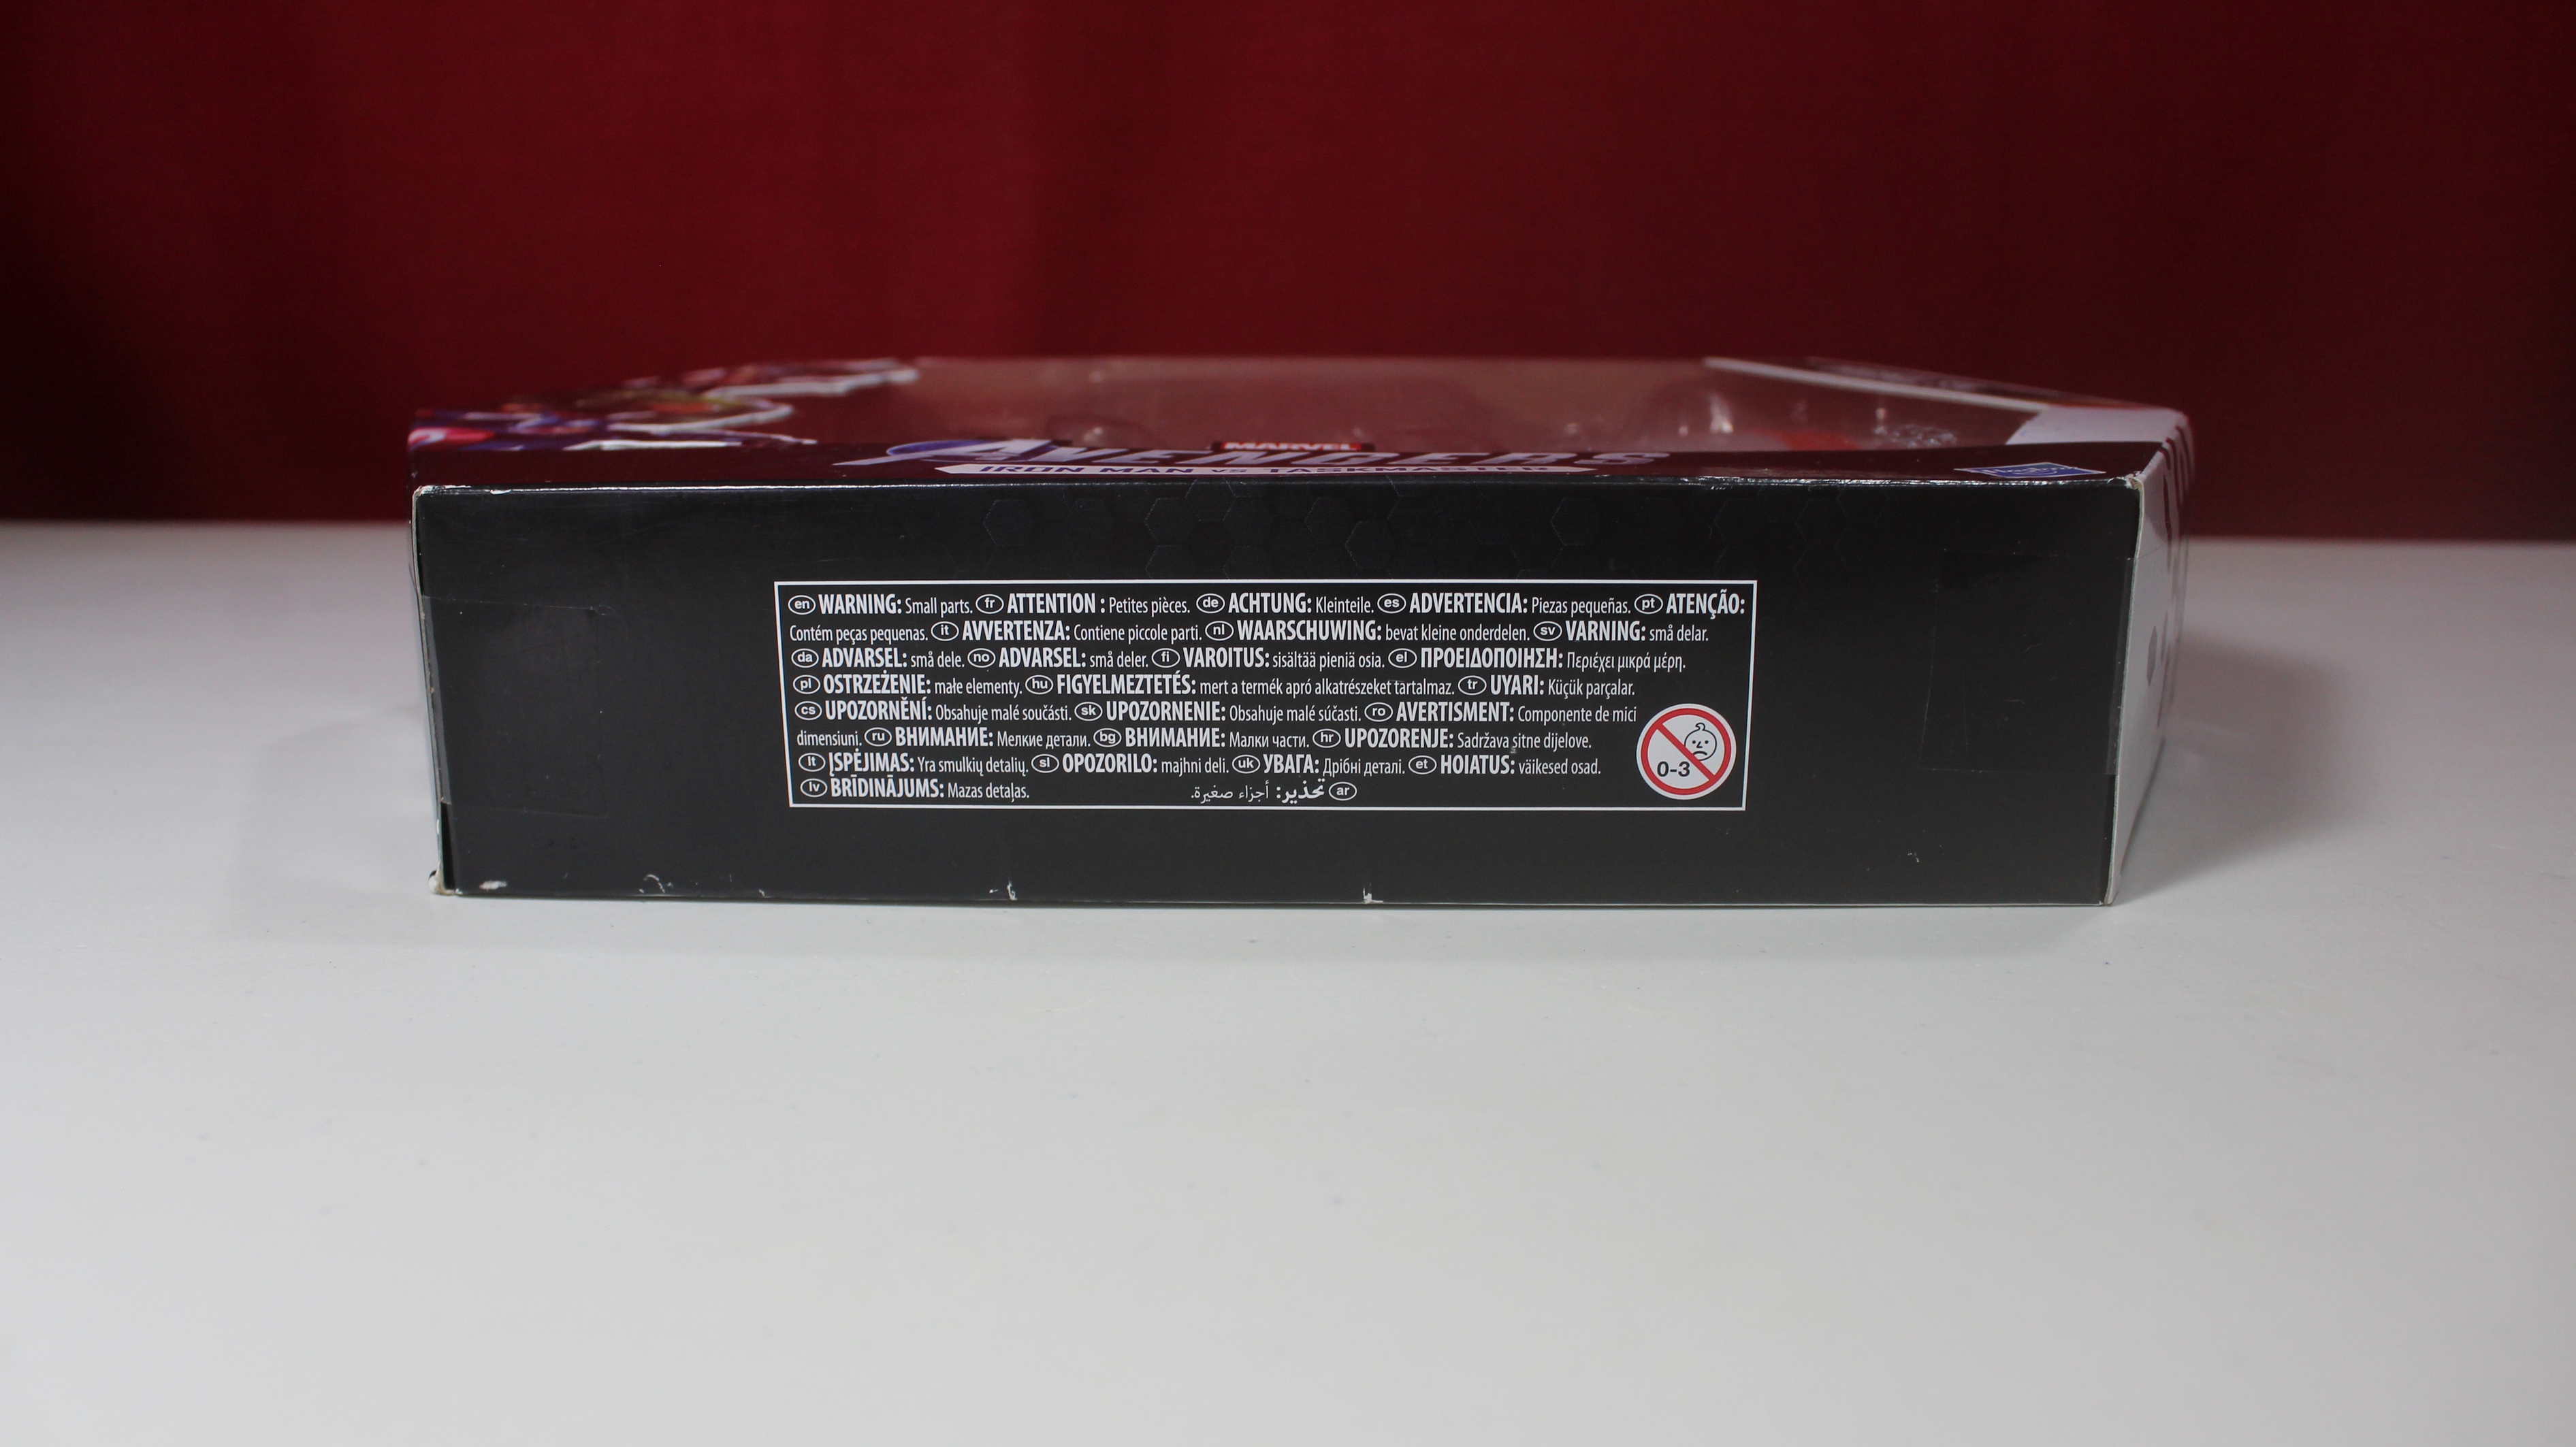 MARVEL
AVENGERS
IRON MAN VS TASKMASTER
Hasbro
en WARNING: Small parts. fr ATTENTION : Petites pièces. de ACHTUNG: Kleinteile. es ADVERTENCIA: Piezas pequeñas. pt ATENÇÃO:
Contém peças pequenas. it AVVERTENZA: Contiene piccole parti. nl WAARSCHUWING: bevat kleine onderdelen. sv VARNING: små delar.
da ADVARSEL: små dele. no ADVARSEL: små deler. fi VAROITUS: sisältää pieniä osia. el ΠΡΟΕΙΔΟΠΟΙΗΣΗ: Περιέχει μικρά μέρη.
pl OSTRZEŻENIE: małe elementy. hu FIGYELMEZTETÉS: mert a termék apró alkatrészeket tartalmaz. tr UYARI: Küçük parçalar.
cs UPOZORNĚNÍ: Obsahuje malé součásti. sk UPOZORNENIE: Obsahuje malé súčasti. ro AVERTISMENT: Componente de mici
dimensiuni. ru ВНИМАНИЕ: Мелкие детали. bg ВНИМАНИЕ: Малки части. hr UPOZORENJE: Sadržava sitne dijelove.
lt ĮSPĖJIMAS: Yra smulkių detalių. sl OPOZORILO: majhni deli. uk УВАГА: Дрібні деталі. et HOIATUS: väikesed osad.
lv BRĪDINĀJUMS: Mazas detaļas. ar تحذير: أجزاء صغيرة.
0-3